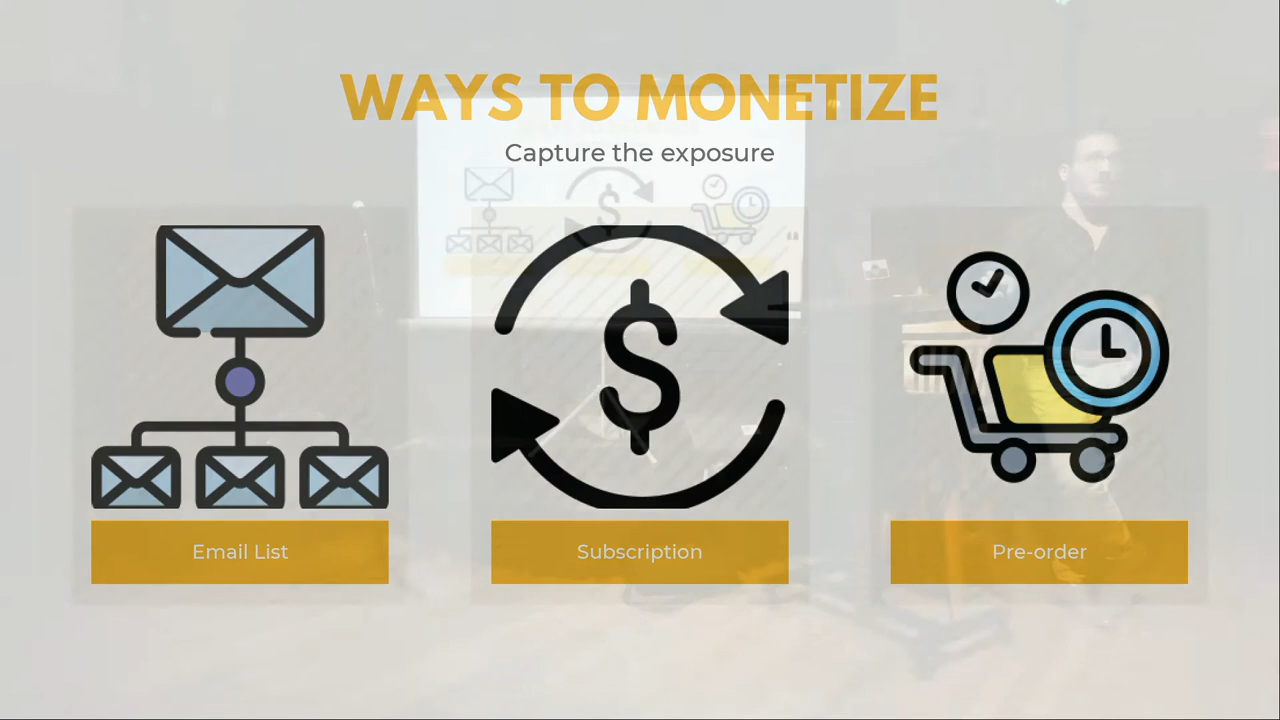 WAYS TO MONETIZE
Capture the exposure
Email List
Subscription
Pre-order